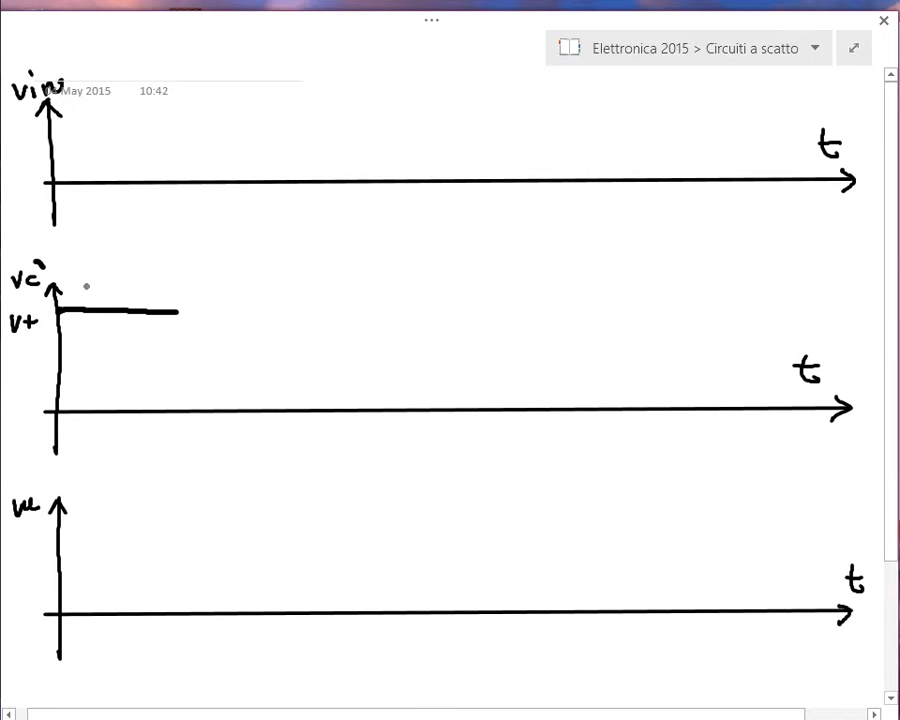 Elettronica 2015 > Circuiti a scatto
vin
May 2015 10:42
t
vc
v+
t
vu
t